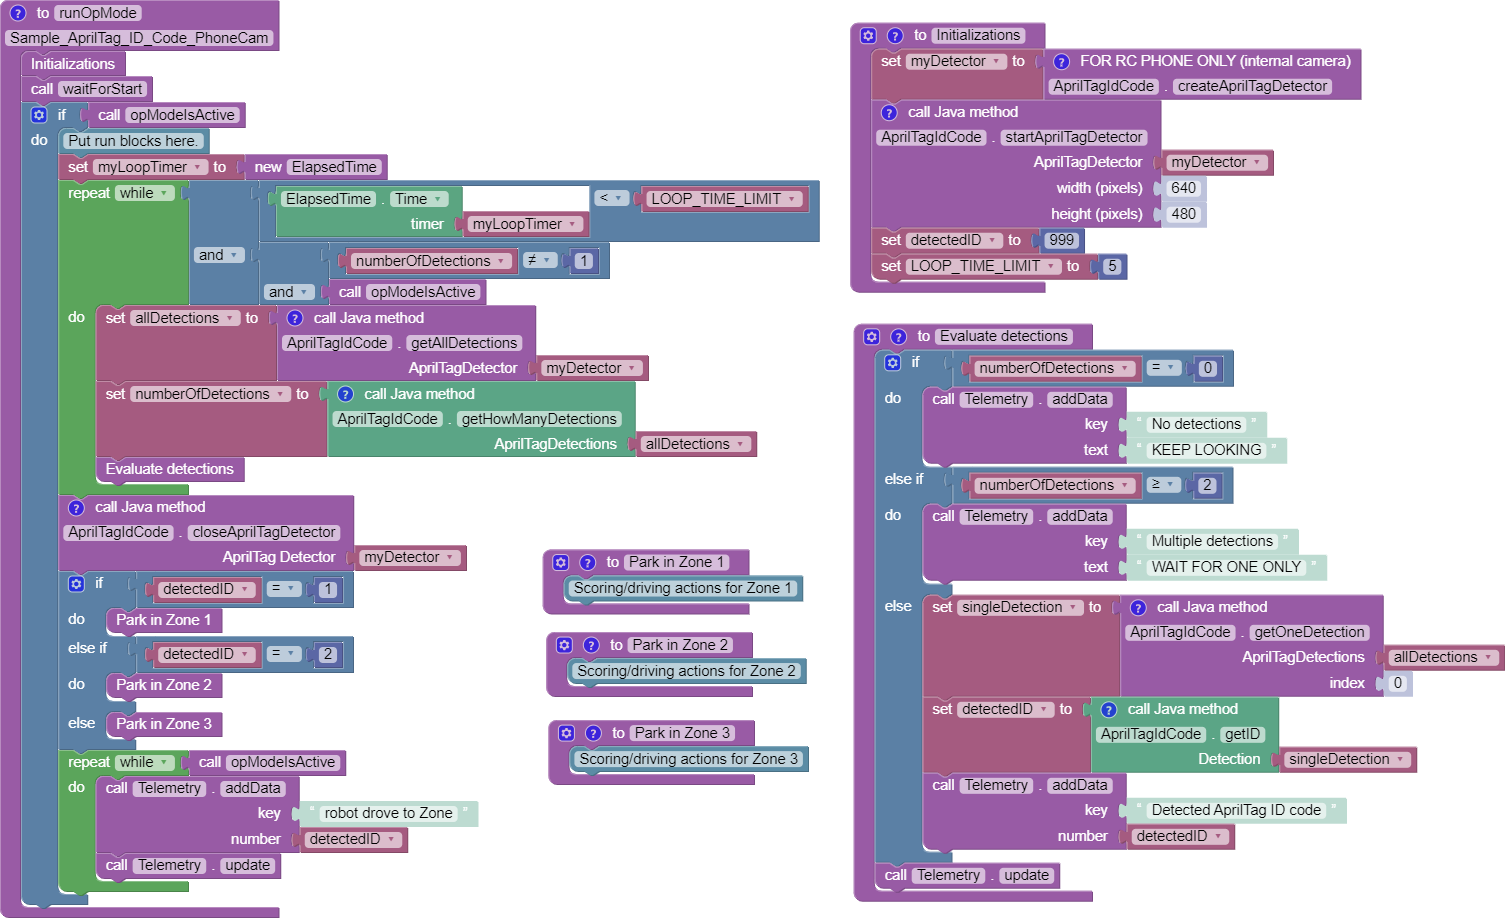 to runOpMode
Sample_AprilTag_ID_Code_PhoneCam
Initializations
call waitForStart
if call opModeIsActive
do Put run blocks here.
set myLoopTimer to new ElapsedTime
repeat while
ElapsedTime . Time < LOOP_TIME_LIMIT
timer myLoopTimer
and
numberOfDetections ≠ 1
and call opModeIsActive
do set allDetections to call Java method
AprilTagIdCode . getAllDetections
AprilTagDetector myDetector
set numberOfDetections to call Java method
AprilTagIdCode . getHowManyDetections
AprilTagDetections allDetections
Evaluate detections
call Java method
AprilTagIdCode . closeAprilTagDetector
AprilTag Detector myDetector
if detectedID = 1
do Park in Zone 1
else if detectedID = 2
do Park in Zone 2
else Park in Zone 3
repeat while call opModeIsActive
do call Telemetry . addData
key “ robot drove to Zone ”
number detectedID
call Telemetry . update
to Park in Zone 1
Scoring/driving actions for Zone 1
to Park in Zone 2
Scoring/driving actions for Zone 2
to Park in Zone 3
Scoring/driving actions for Zone 3
to Initializations
set myDetector to FOR RC PHONE ONLY (internal camera)
AprilTagIdCode . createAprilTagDetector
call Java method
AprilTagIdCode . startAprilTagDetector
AprilTagDetector myDetector
width (pixels) 640
height (pixels) 480
set detectedID to 999
set LOOP_TIME_LIMIT to 5
to Evaluate detections
if numberOfDetections = 0
do call Telemetry . addData
key “ No detections ”
text “ KEEP LOOKING ”
else if numberOfDetections ≥ 2
do call Telemetry . addData
key “ Multiple detections ”
text “ WAIT FOR ONE ONLY ”
else set singleDetection to call Java method
AprilTagIdCode . getOneDetection
AprilTagDetections allDetections
index 0
set detectedID to call Java method
AprilTagIdCode . getID
Detection singleDetection
call Telemetry . addData
key “ Detected AprilTag ID code ”
number detectedID
call Telemetry . update